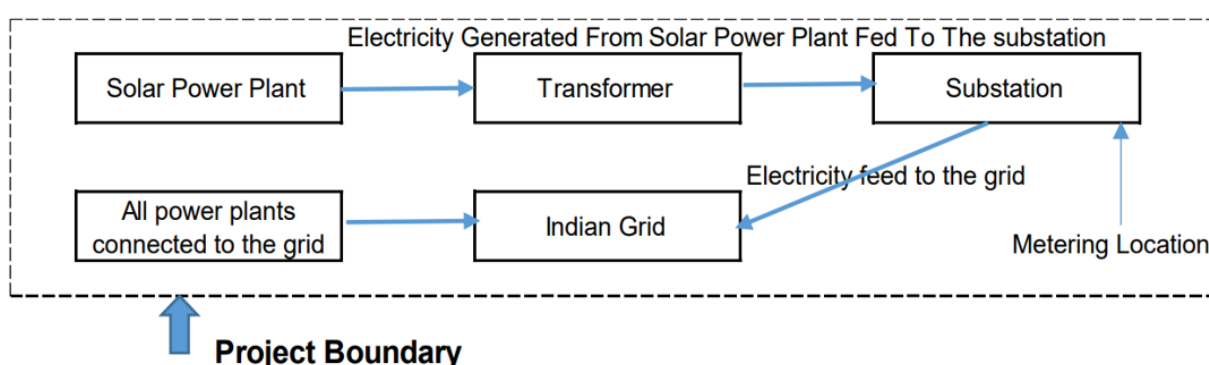 Electricity Generated From Solar Power Plant Fed To The substation
Solar Power Plant
Transformer
Substation
Electricity feed to the grid
All power plants
connected to the grid
Indian Grid
Metering Location
Project Boundary